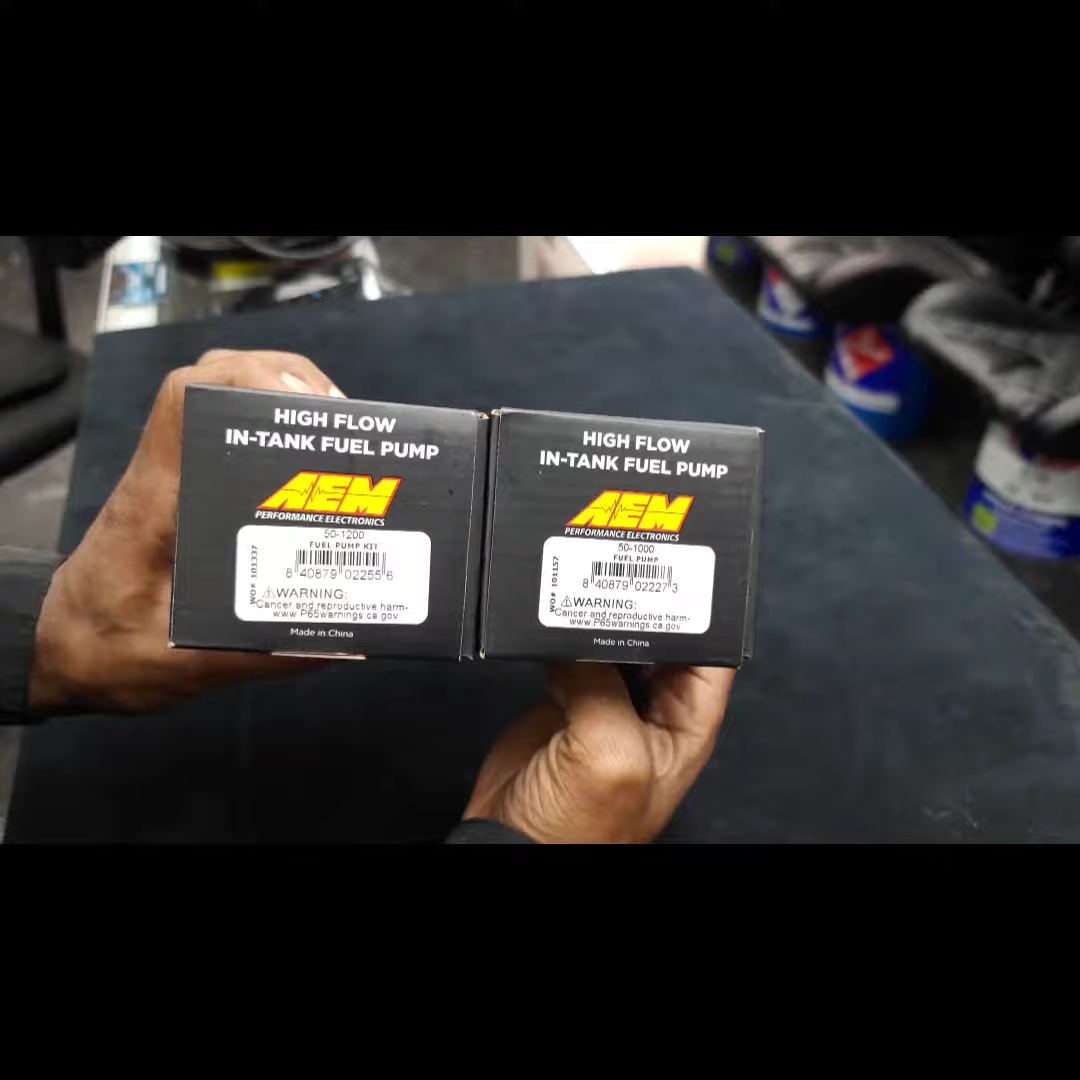 HIGH FLOW
IN-TANK FUEL PUMP
AEM
PERFORMANCE ELECTRONICS
50-1200
FUEL PUMP KIT
8 40879 02255 6
WO# 101337
⚠WARNING:
Cancer and reproductive harm-
www.P65warnings.ca.gov
Made in China
HIGH FLOW
IN-TANK FUEL PUMP
AEM
PERFORMANCE ELECTRONICS
50-1000
FUEL PUMP
8 40879 02227 3
WO# 101157
⚠WARNING:
Cancer and reproductive harm-
www.P65warnings.ca.gov
Made in China